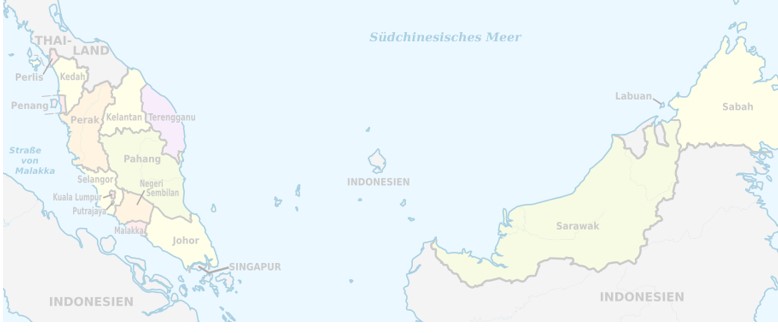 Südchinesisches Meer
THAI-
LAND
Perlis
Kedah
Labuan
Penang
Sabah
Perak
Kelantan
Terengganu
Straße
von
Malakka
Pahang
Selangor
Negeri
Sembilan
INDONESIEN
Kuala Lumpur
Putrajaya
Malakka
Sarawak
Johor
SINGAPUR
INDONESIEN
INDONESIEN